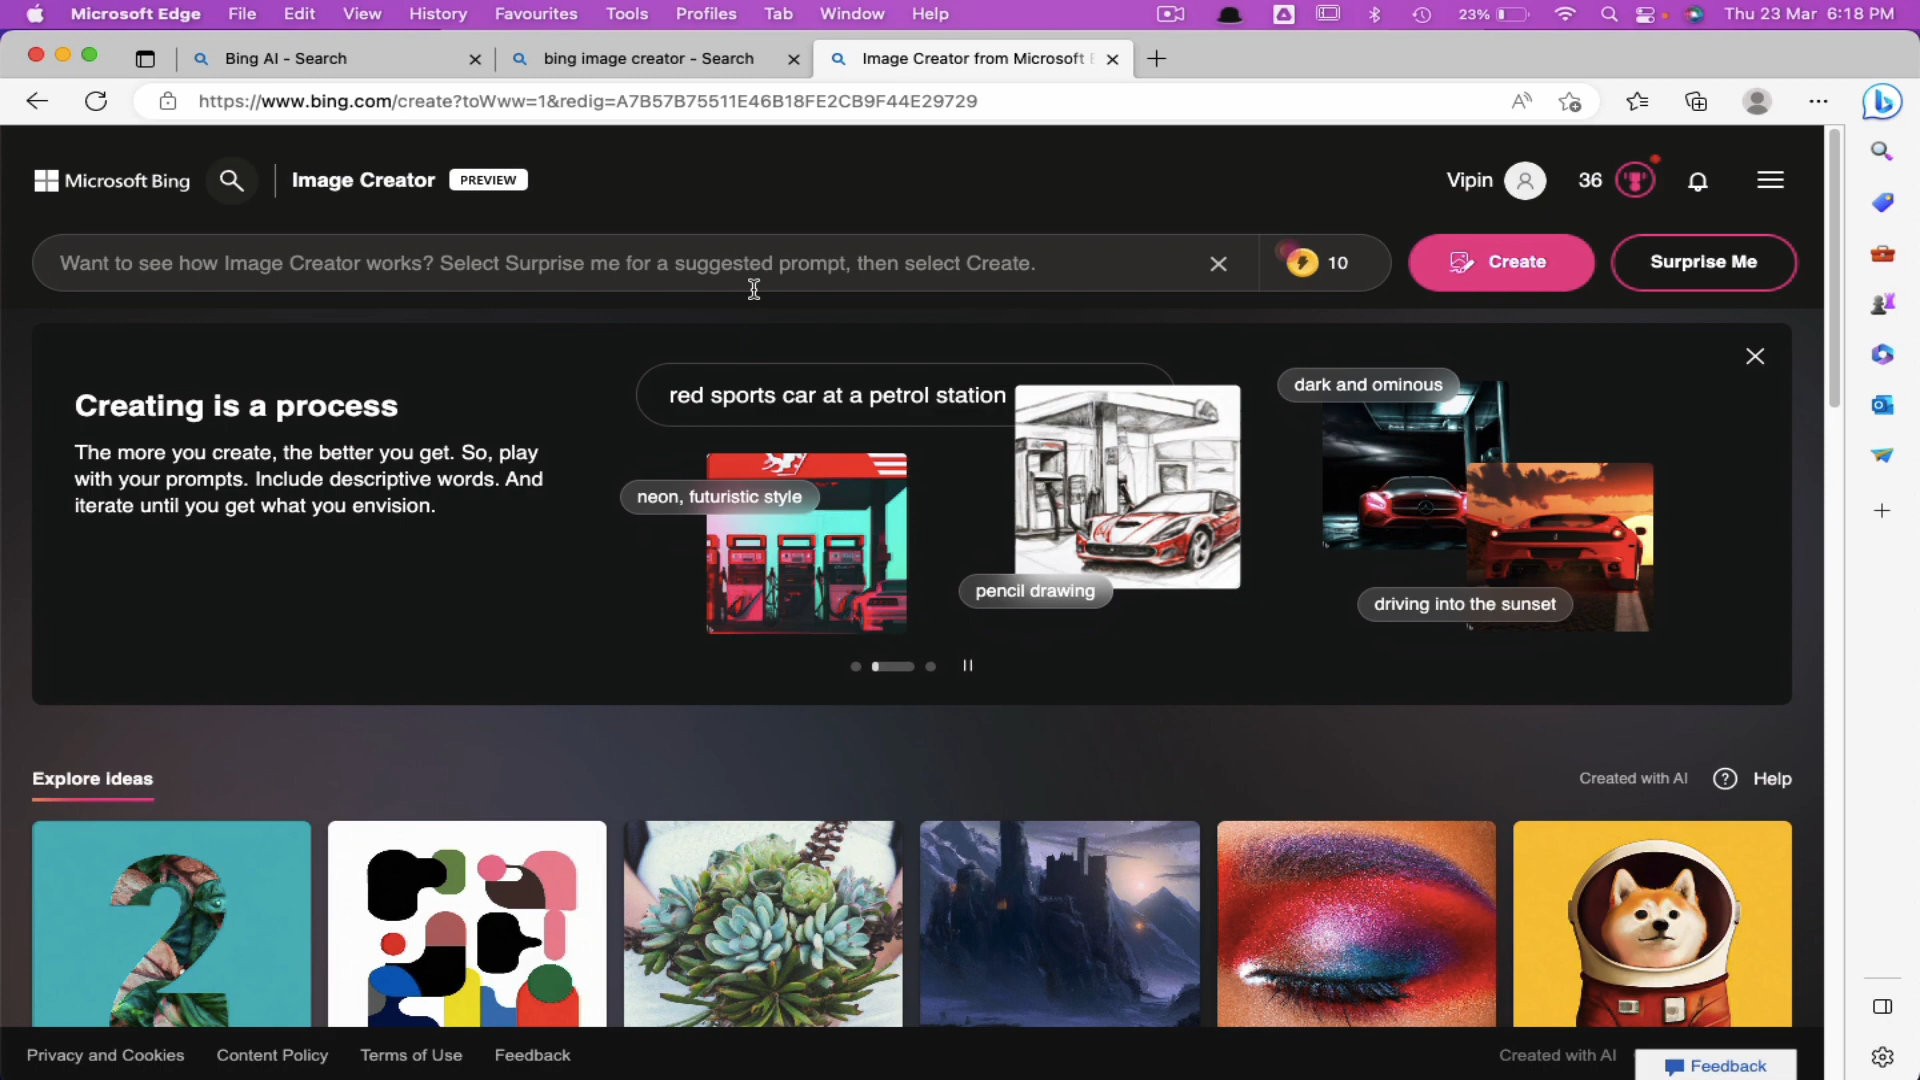 Microsoft Edge File Edit View History Favourites Tools Profiles Tab Window Help 23% Thu 23 Mar 6:18 PM
Bing AI - Search
bing image creator - Search
Image Creator from Microsoft
https://www.bing.com/create?toWww=1&redig=A7B57B75511E46B18FE2CB9F44E29729
Microsoft Bing
Image Creator PREVIEW
Vipin
36
Want to see how Image Creator works? Select Surprise me for a suggested prompt, then select Create.
10
Create
Surprise Me
Creating is a process
The more you create, the better you get. So, play
with your prompts. Include descriptive words. And
iterate until you get what you envision.
red sports car at a petrol station
neon, futuristic style
pencil drawing
dark and ominous
driving into the sunset
Explore ideas
Created with AI
Help
2
Privacy and Cookies Content Policy Terms of Use Feedback
Created with AI
Feedback